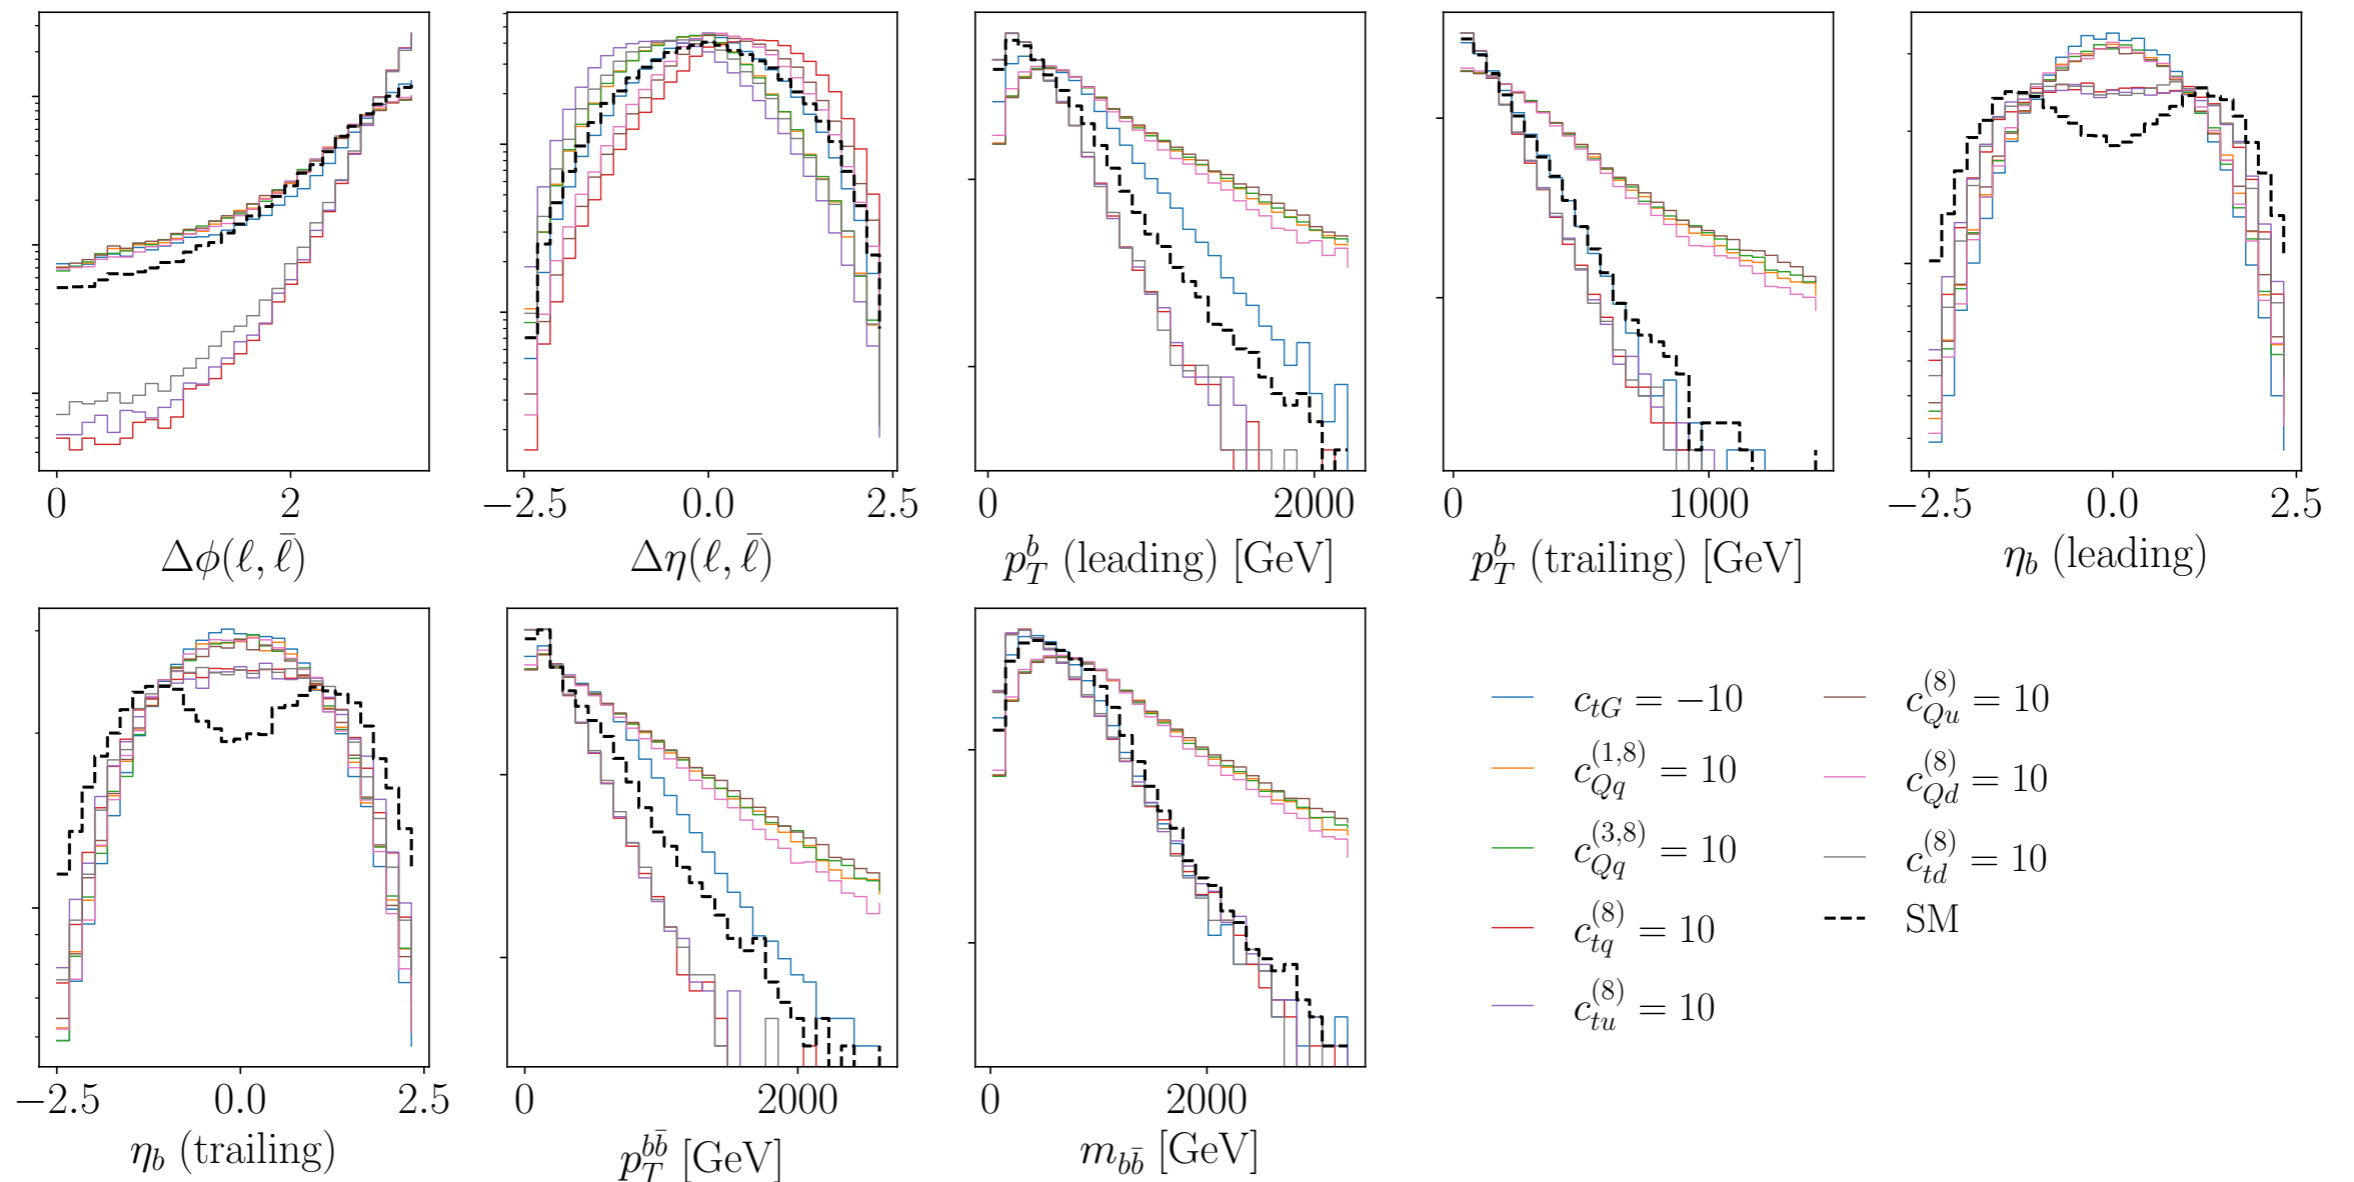 0 2
Δϕ(ℓ, ℓ̄)
−2.5 0.0 2.5
Δη(ℓ, ℓ̄)
0 2000
p_T^b (leading) [GeV]
0 1000
p_T^b (trailing) [GeV]
−2.5 0.0 2.5
η_b (leading)
−2.5 0.0 2.5
η_b (trailing)
0 2000
p_T^{bb̄} [GeV]
0 2000
m_{bb̄} [GeV]
c_{tG} = −10
c_{Qq}^{(1,8)} = 10
c_{Qq}^{(3,8)} = 10
c_{tq}^{(8)} = 10
c_{tu}^{(8)} = 10
c_{Qu}^{(8)} = 10
c_{Qd}^{(8)} = 10
c_{td}^{(8)} = 10
SM